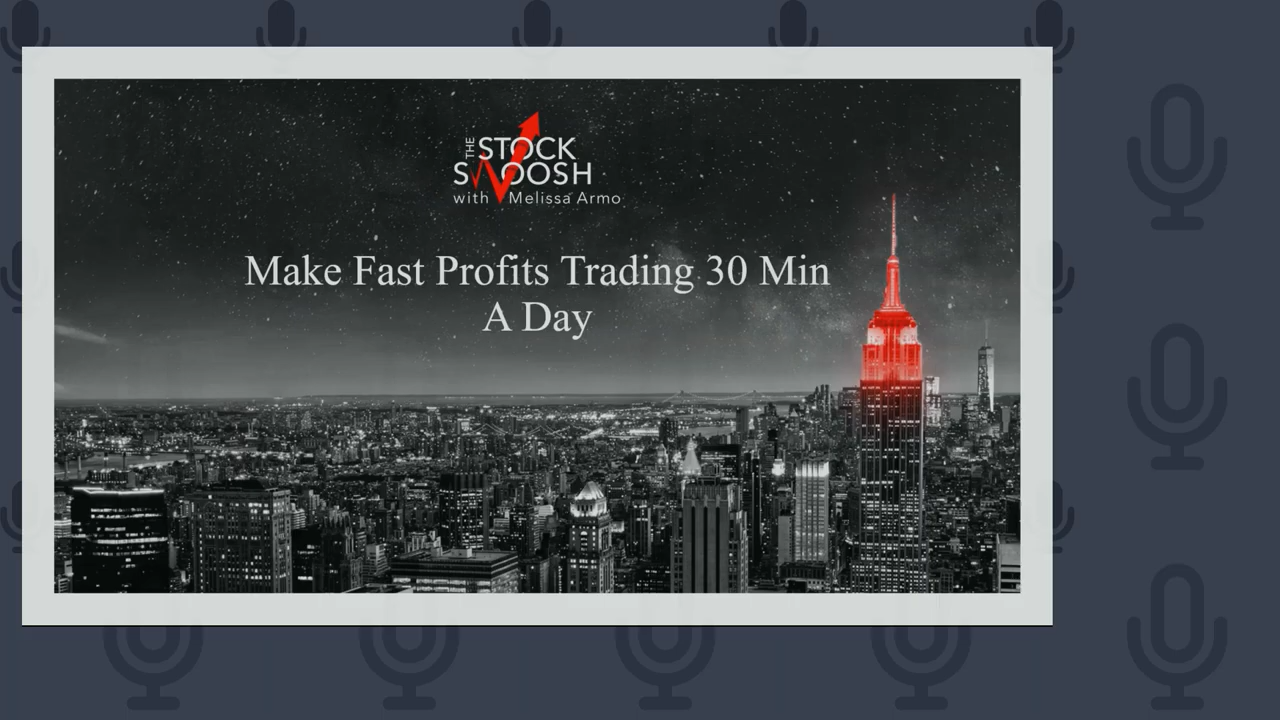 THE STOCK
SWOOSH
with Melissa Armo
Make Fast Profits Trading 30 Min
A Day